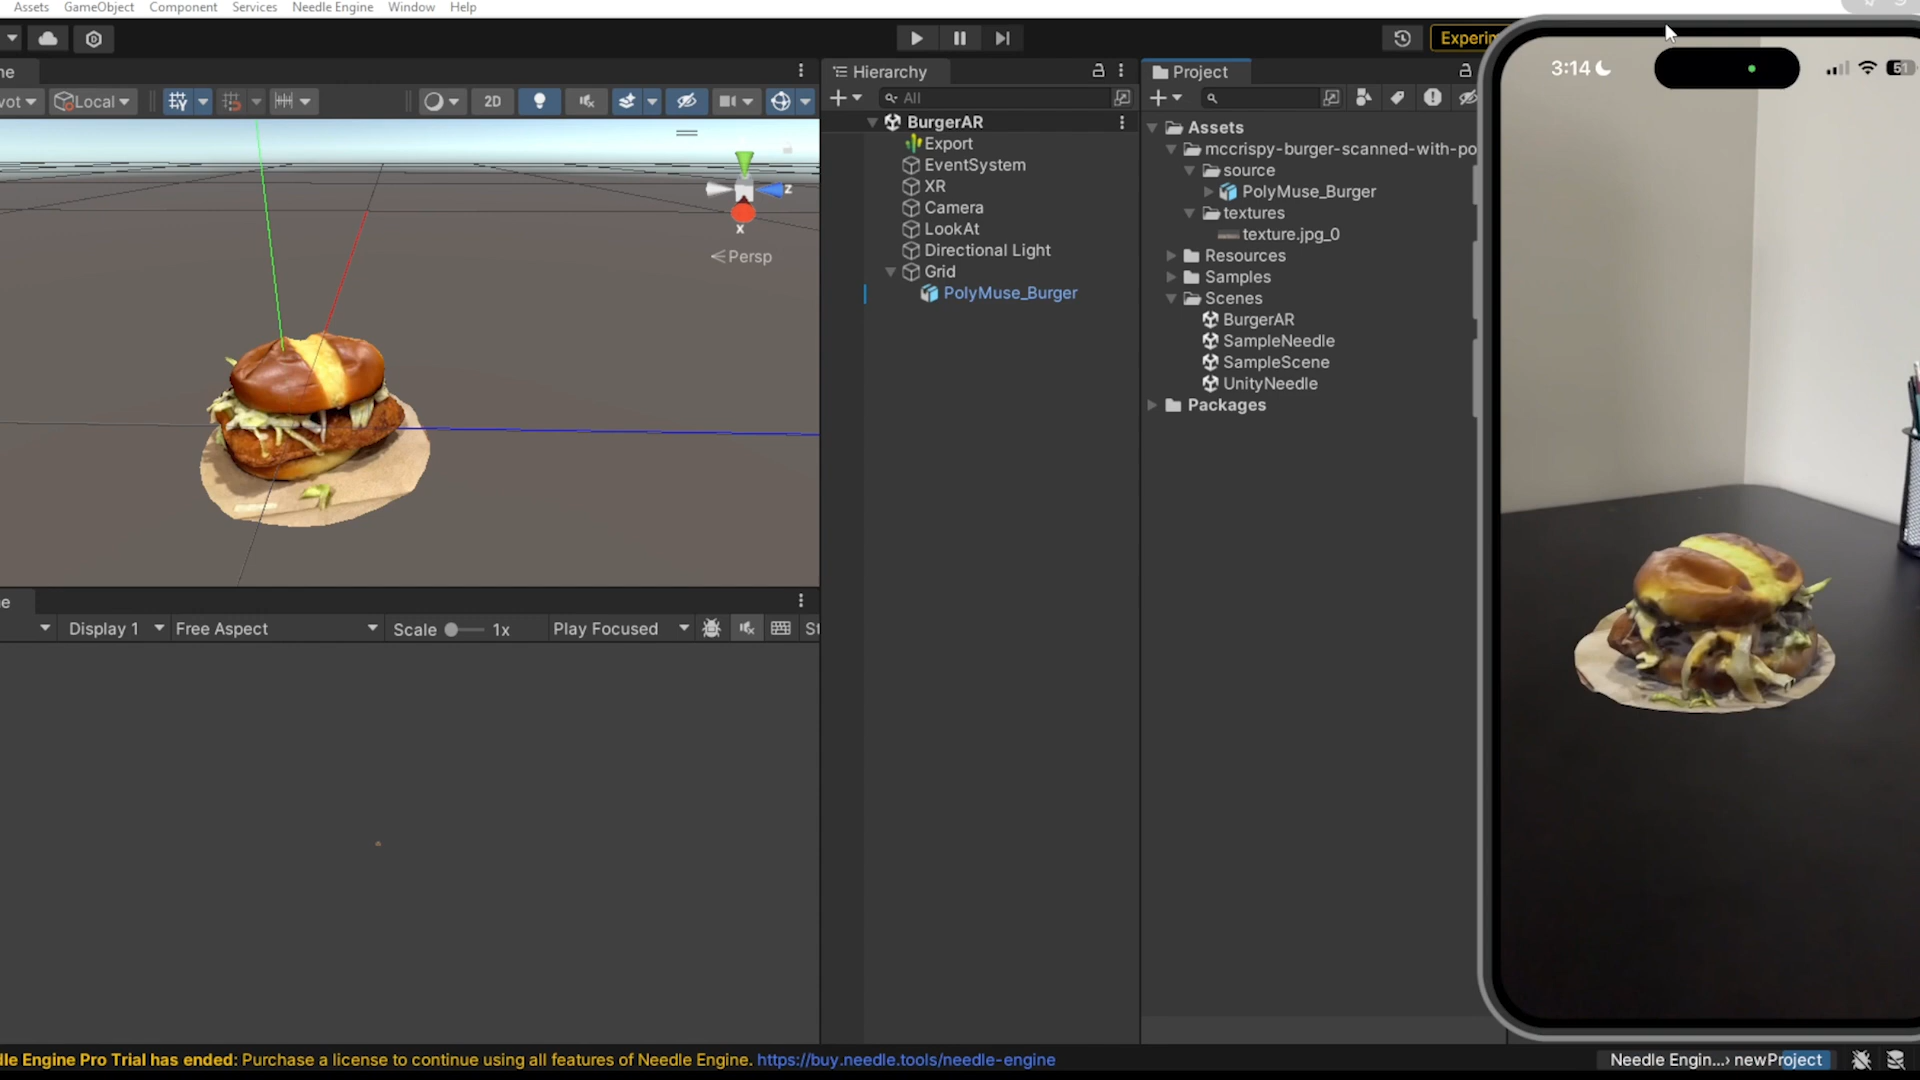 Assets GameObject Component Services Needle Engine Window Help
Experim
Local
2D
z
x
Persp
Display 1 Free Aspect Scale 1x Play Focused
Hierarchy
All
BurgerAR
Export
EventSystem
XR
Camera
LookAt
Directional Light
Grid
PolyMuse_Burger
Project
Assets
mccrispy-burger-scanned-with-po
source
PolyMuse_Burger
textures
texture.jpg_0
Resources
Samples
Scenes
BurgerAR
SampleNeedle
SampleScene
UnityNeedle
Packages
3:14
51
dle Engine Pro Trial has ended: Purchase a license to continue using all features of Needle Engine. https://buy.needle.tools/needle-engine
Needle Engin...› newProject